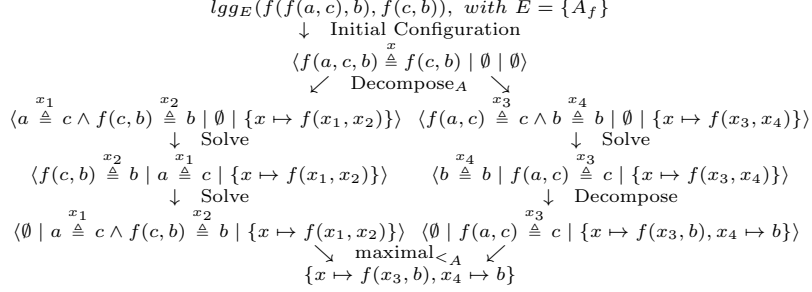 lgg_E(f(f(a, c), b), f(c, b)), with E = {A_f}
↓ Initial Configuration
⟨f(a, c, b) ≜^x f(c, b) | ∅ | ∅⟩
↙ Decompose_A ↘
⟨a ≜^{x_1} c ∧ f(c, b) ≜^{x_2} b | ∅ | {x ↦ f(x_1, x_2)}⟩ ⟨f(a, c) ≜^{x_3} c ∧ b ≜^{x_4} b | ∅ | {x ↦ f(x_3, x_4)}⟩
↓ Solve ↓ Solve
⟨f(c, b) ≜^{x_2} b | a ≜^{x_1} c | {x ↦ f(x_1, x_2)}⟩ ⟨b ≜^{x_4} b | f(a, c) ≜^{x_3} c | {x ↦ f(x_3, x_4)}⟩
↓ Solve ↓ Decompose
⟨∅ | a ≜^{x_1} c ∧ f(c, b) ≜^{x_2} b | {x ↦ f(x_1, x_2)}⟩ ⟨∅ | f(a, c) ≜^{x_3} c | {x ↦ f(x_3, b), x_4 ↦ b}⟩
↘ maximal_{<_A} ↙
{x ↦ f(x_3, b), x_4 ↦ b}